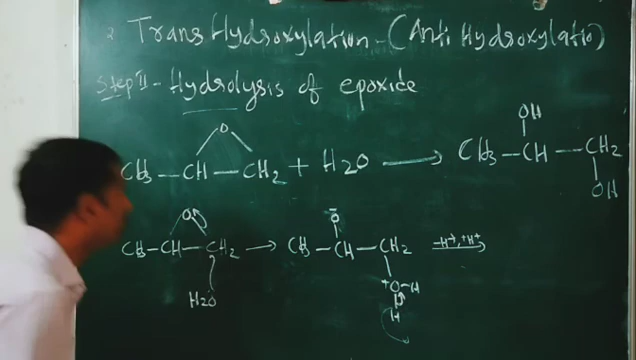 2. Trans Hydroxylation - (Anti Hydroxylatio)
Step II - Hydrolysis of epoxide
O
CH3 - CH - CH2 + H2O → CH3 - CH - CH2
OH
OH
O
CH3 - CH - CH2 → CH3 - CH - CH2 -H+, +H+
H2O
O-
+O-H
H